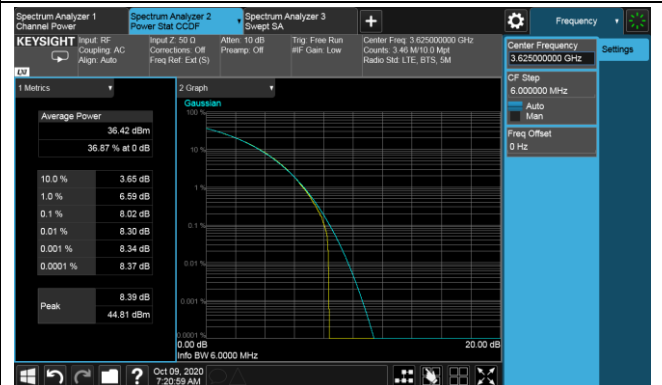 Spectrum Analyzer 1
Channel Power
Spectrum Analyzer 2
Power Stat CCDF
Spectrum Analyzer 3
Swept SA
+
Frequency
KEYSIGHT
Input: RF
Coupling: AC
Align: Auto
Input Z: 50 Ω
Corrections: Off
Freq Ref: Ext (S)
Atten: 10 dB
Preamp: Off
Trig: Free Run
#IF Gain: Low
Center Freq: 3.625000000 GHz
Counts: 3.46 M/10.0 Mpt
Radio Std: LTE, BTS, 5M
Center Frequency
3.625000000 GHz
Settings
CF Step
6.000000 MHz
Auto
Man
Freq Offset
0 Hz
1 Metrics
Average Power
36.42 dBm
36.87 % at 0 dB
10.0 % 3.65 dB
1.0 % 6.59 dB
0.1 % 8.02 dB
0.01 % 8.30 dB
0.001 % 8.34 dB
0.0001 % 8.37 dB
Peak
8.39 dB
44.81 dBm
2 Graph
Gaussian
100 %
10 %
1 %
0.1 %
0.01 %
0.001 %
0.0001 %
0.00 dB
20.00 dB
Info BW 6.0000 MHz
?
Oct 09, 2020
7:20:59 AM